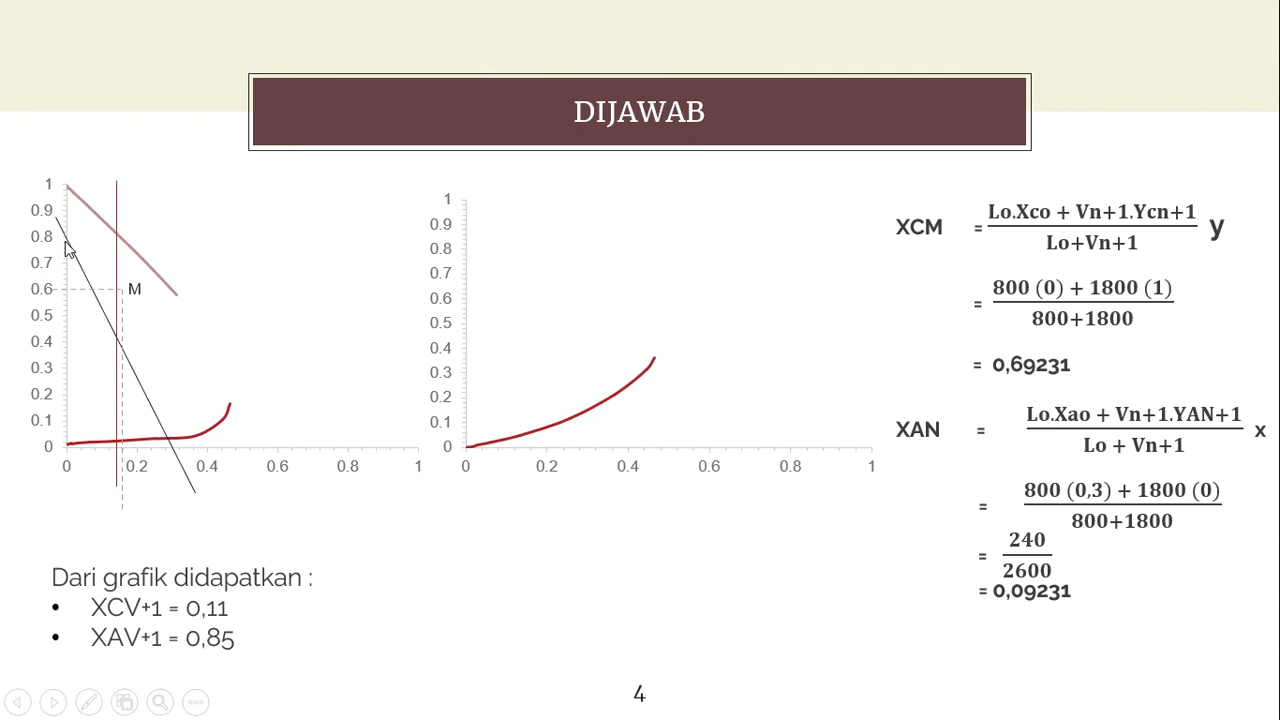 DIJAWAB
1
0.9
0.8
0.7
0.6
0.5
0.4
0.3
0.2
0.1
0
0 0.2 0.4 0.6 0.8 1
M
1
0.9
0.8
0.7
0.6
0.5
0.4
0.3
0.2
0.1
0
0 0.2 0.4 0.6 0.8 1
XCM = Lo.Xco + Vn+1.Ycn+1 y
Lo+Vn+1
= 800 (0) + 1800 (1)
800+1800
= 0,69231
XAN = Lo.Xao + Vn+1.YAN+1 x
Lo + Vn+1
= 800 (0,3) + 1800 (0)
800+1800
= 240
2600
= 0,09231
Dari grafik didapatkan :
• XCV+1 = 0,11
• XAV+1 = 0,85
4